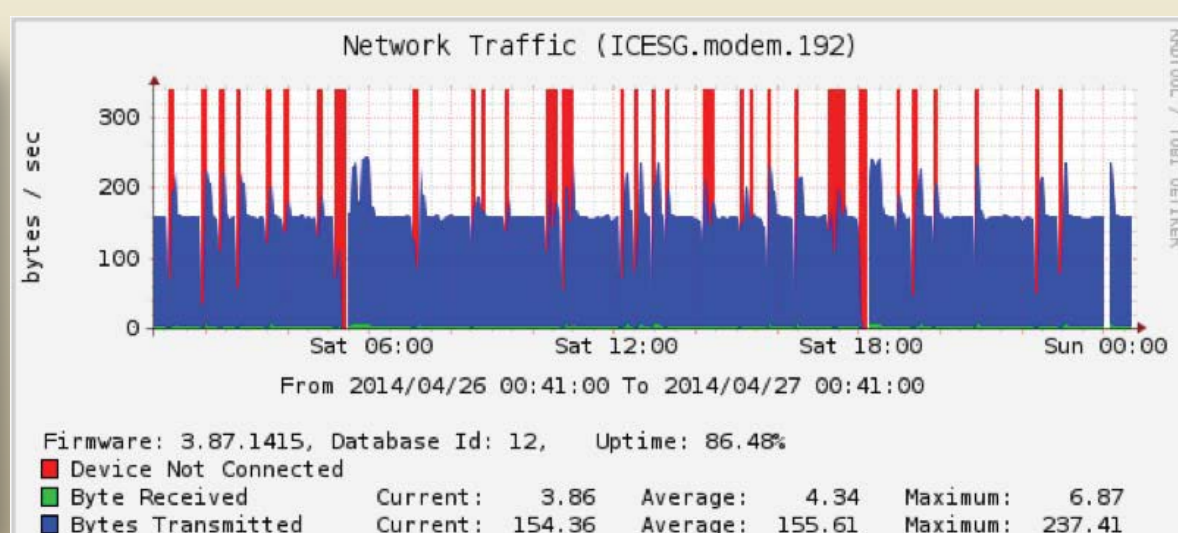 Network Traffic (ICESG.modem.192)
RRDTOOL / TOBI OETIKER
bytes / sec
300
200
100
0
Sat 06:00 Sat 12:00 Sat 18:00 Sun 00:00
From 2014/04/26 00:41:00 To 2014/04/27 00:41:00
Firmware: 3.87.1415, Database Id: 12, Uptime: 86.48%
Device Not Connected
Byte Received Current: 3.86 Average: 4.34 Maximum: 6.87
Bytes Transmitted Current: 154.36 Average: 155.61 Maximum: 237.41